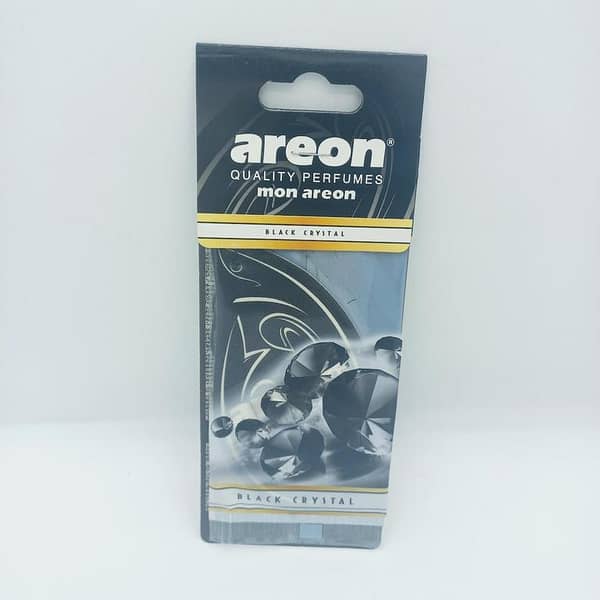 areon®
QUALITY PERFUMES
mon areon
BLACK CRYSTAL
BLACK CRYSTAL